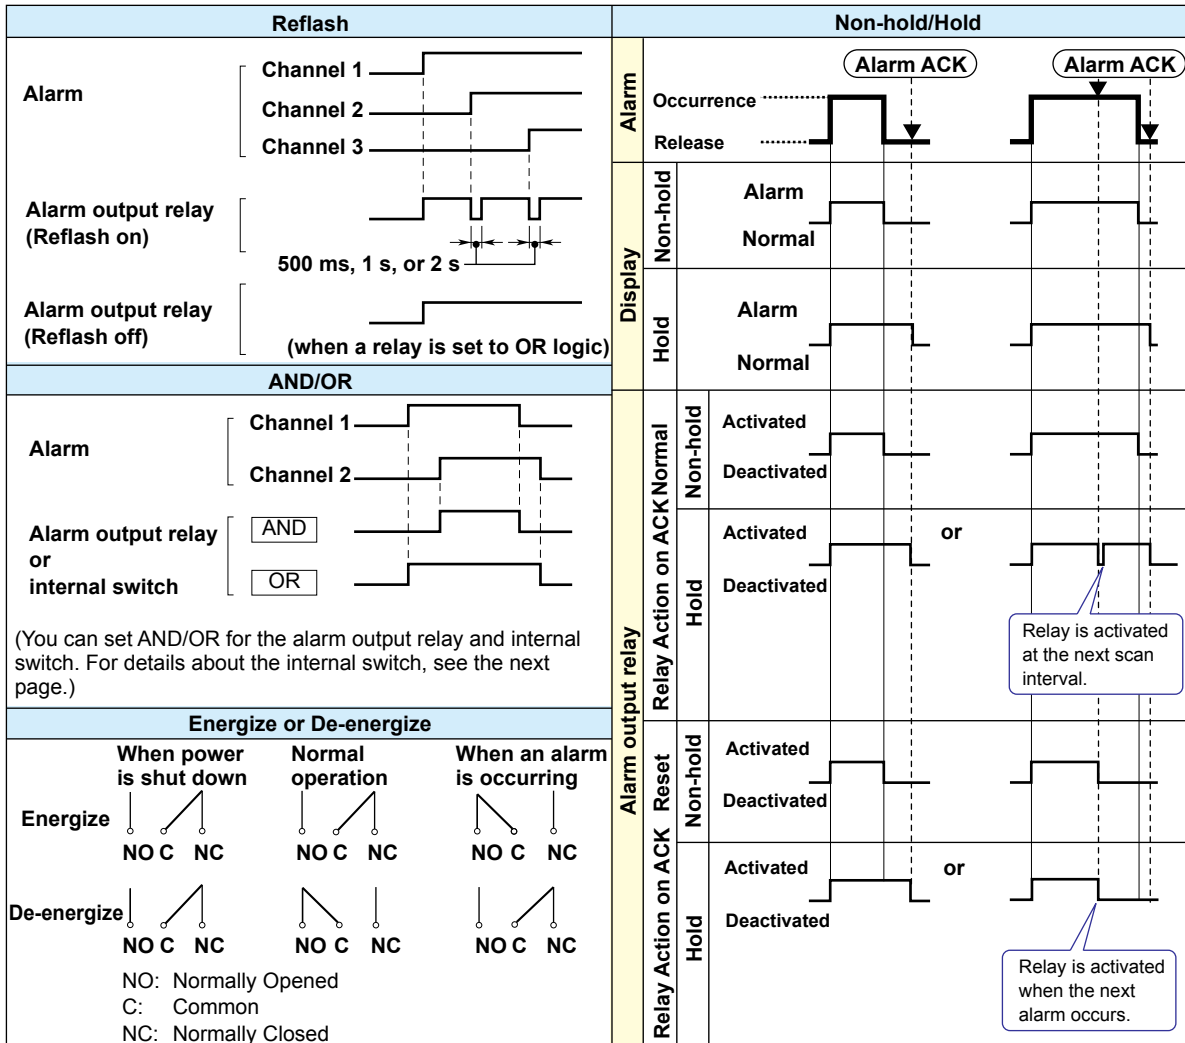 Reflash
Alarm
Channel 1
Channel 2
Channel 3
Alarm output relay
(Reflash on)
500 ms, 1 s, or 2 s
Alarm output relay
(Reflash off)
(when a relay is set to OR logic)
AND/OR
Alarm
Channel 1
Channel 2
Alarm output relay
or
internal switch
AND
OR
(You can set AND/OR for the alarm output relay and internal
switch. For details about the internal switch, see the next
page.)
Energize or De-energize
When power
is shut down
Normal
operation
When an alarm
is occurring
Energize
NO C NC
NO C NC
NO C NC
De-energize
NO C NC
NO C NC
NO C NC
NO: Normally Opened
C: Common
NC: Normally Closed
Non-hold/Hold
Alarm
Alarm ACK
Alarm ACK
Occurrence
Release
Display
Non-hold
Alarm
Normal
Hold
Alarm
Normal
Alarm output relay
Relay Action on ACK Normal
Non-hold
Activated
Deactivated
Hold
Activated
or
Deactivated
Relay is activated
at the next scan
interval.
Relay Action on ACK Reset
Non-hold
Activated
Deactivated
Hold
Activated
or
Deactivated
Relay is activated
when the next
alarm occurs.